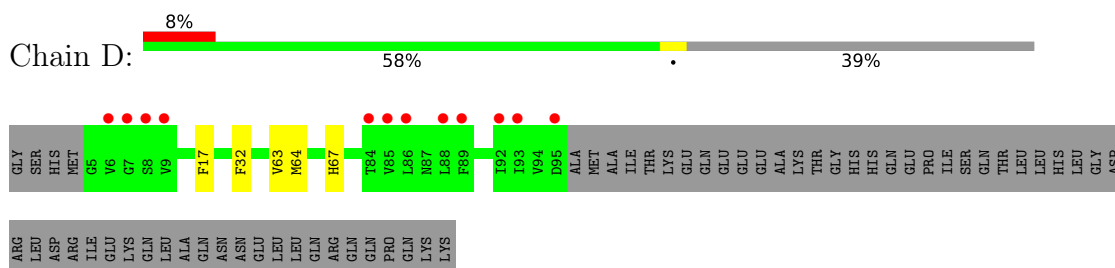 8%
Chain D:
58% • 39%
GLY SER HIS MET G5 V6 G7 S8 V9 F17 F32 V63 M64 H67 T84 V85 L86 N87 L88 F89 I92 I93 V94 D95 ALA MET ALA ILE THR LYS GLU GLN GLU GLU GLU ALA LYS THR GLY HIS HIS GLN GLU PRO ILE SER GLN THR LEU LEU HIS LEU GLY ASP
ARG LEU ASP ARG ILE GLU LYS GLN LEU ALA GLN ASN ASN GLU LEU LEU GLN ARG GLN GLN PRO GLN LYS LYS